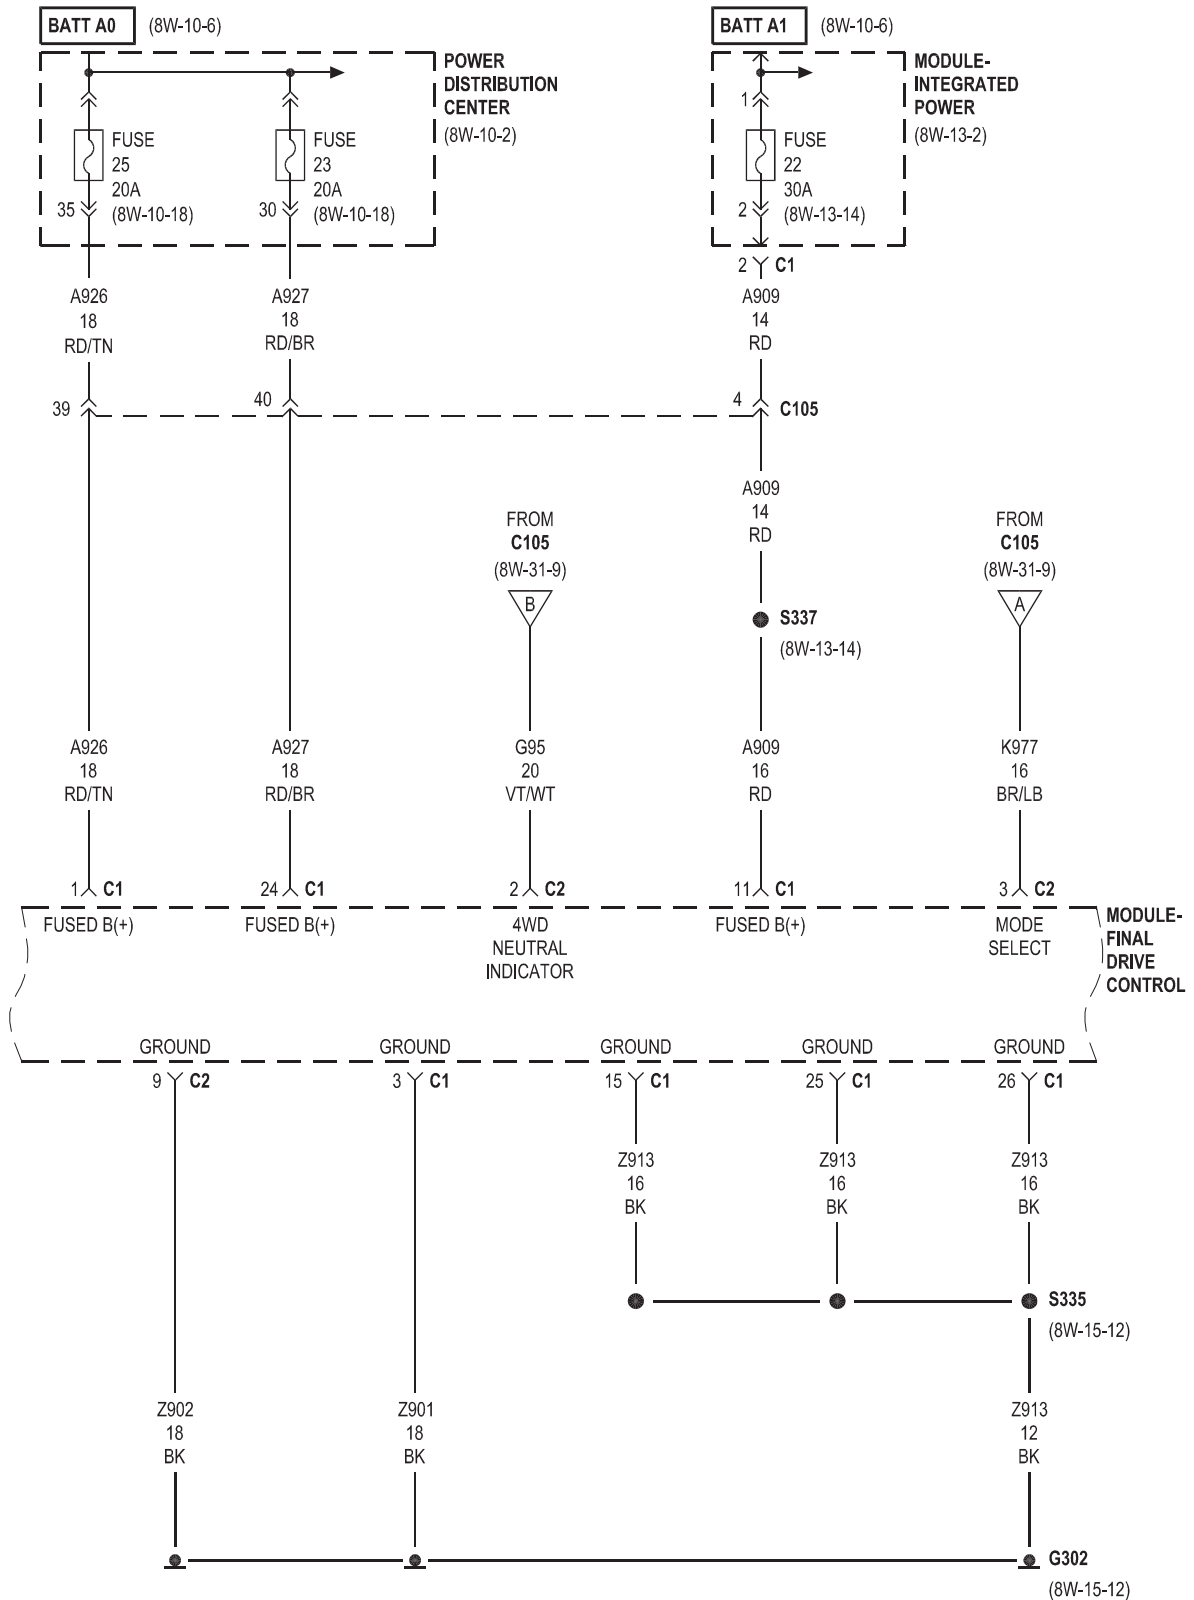 BATT A0 (8W-10-6)
BATT A1 (8W-10-6)
POWER
DISTRIBUTION
CENTER
(8W-10-2)
MODULE-
INTEGRATED
POWER
(8W-13-2)
FUSE
25
20A
(8W-10-18)
35
FUSE
23
20A
(8W-10-18)
30
1
FUSE
22
30A
(8W-13-14)
2
2 C1
A926
18
RD/TN
A927
18
RD/BR
A909
14
RD
39
40
4
C105
A909
14
RD
FROM
C105
(8W-31-9)
B
FROM
C105
(8W-31-9)
A
S337
(8W-13-14)
A926
18
RD/TN
A927
18
RD/BR
G95
20
VT/WT
A909
16
RD
K977
16
BR/LB
1 C1
24 C1
2 C2
11 C1
3 C2
FUSED B(+)
FUSED B(+)
4WD
NEUTRAL
INDICATOR
FUSED B(+)
MODE
SELECT
MODULE-
FINAL
DRIVE
CONTROL
GROUND
GROUND
GROUND
GROUND
GROUND
9 C2
3 C1
15 C1
25 C1
26 C1
Z913
16
BK
Z913
16
BK
Z913
16
BK
S335
(8W-15-12)
Z902
18
BK
Z901
18
BK
Z913
12
BK
G302
(8W-15-12)